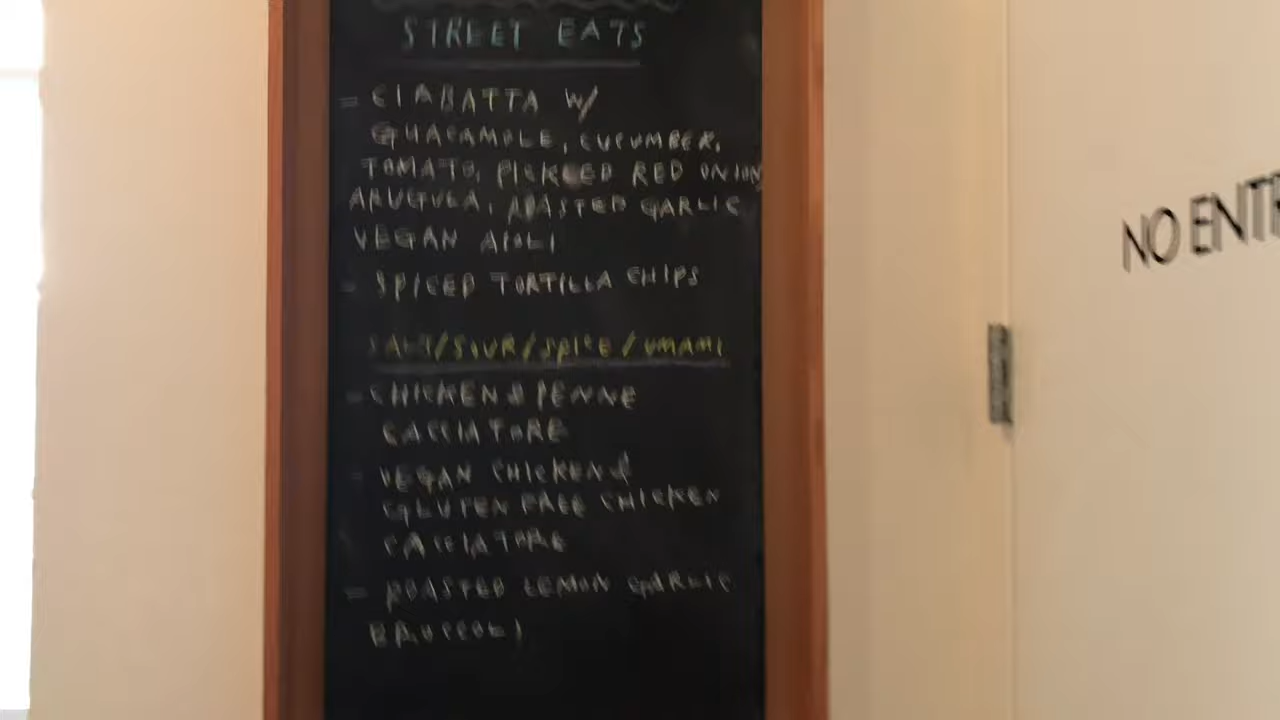 STREET EATS
- CIABATTA W/
GUACAMOLE, CUCUMBER,
TOMATO, PICKLED RED ONION,
ARUGULA, ROASTED GARLIC
VEGAN AIOLI
- SPICED TORTILLA CHIPS
SALT/SOUR/SPICE/UMAMI
- CHICKEN & PENNE
CACCIATORE
- VEGAN CHICKEN &
GLUTEN FREE CHICKEN
CACCIATORE
- ROASTED LEMON GARLIC
BROCCOLI
NO ENTR